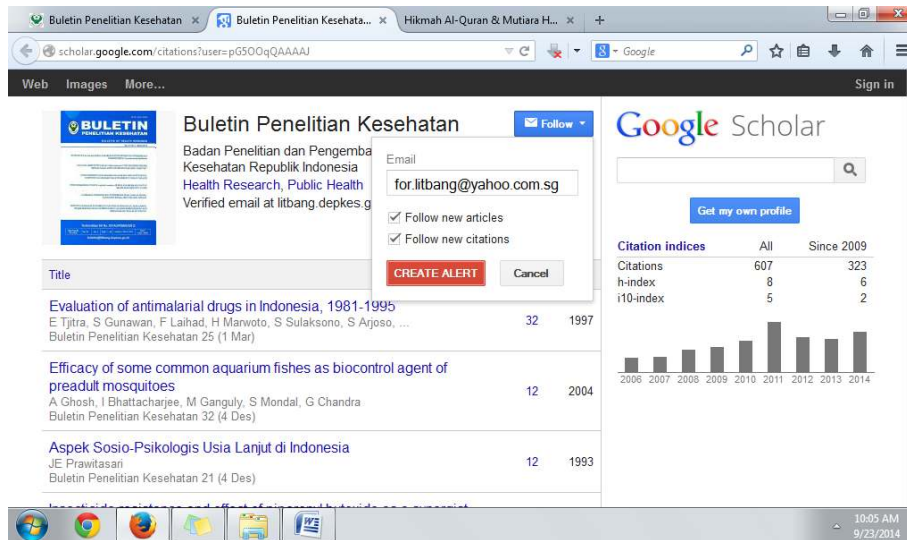 Buletin Penelitian Kesehatan
Buletin Penelitian Kesehata...
Hikmah Al-Quran & Mutiara H...
scholar.google.com/citations?user=pG5OOqQAAAAJ
Google
Web Images More...
Sign in
BULETIN
PENELITIAN KESEHATAN
Buletin Penelitian Kesehatan
Badan Penelitian dan Pengemba
Kesehatan Republik Indonesia
Health Research, Public Health
Verified email at litbang.depkes.g
Follow
Email
for.litbang@yahoo.com.sg
Follow new articles
Follow new citations
CREATE ALERT Cancel
Title
Evaluation of antimalarial drugs in Indonesia, 1981-1995
E Tjitra, S Gunawan, F Laihad, H Marwoto, S Sulaksono, S Arjoso, ...
Buletin Penelitian Kesehatan 25 (1 Mar)
32 1997
Efficacy of some common aquarium fishes as biocontrol agent of
preadult mosquitoes
A Ghosh, I Bhattacharjee, M Ganguly, S Mondal, G Chandra
Buletin Penelitian Kesehatan 32 (4 Des)
12 2004
Aspek Sosio-Psikologis Usia Lanjut di Indonesia
JE Prawitasari
Buletin Penelitian Kesehatan 21 (4 Des)
12 1993
Google Scholar
Get my own profile
Citation indices All Since 2009
Citations 607 323
h-index 8 6
i10-index 5 2
2006 2007 2008 2009 2010 2011 2012 2013 2014
10:05 AM
9/23/2014